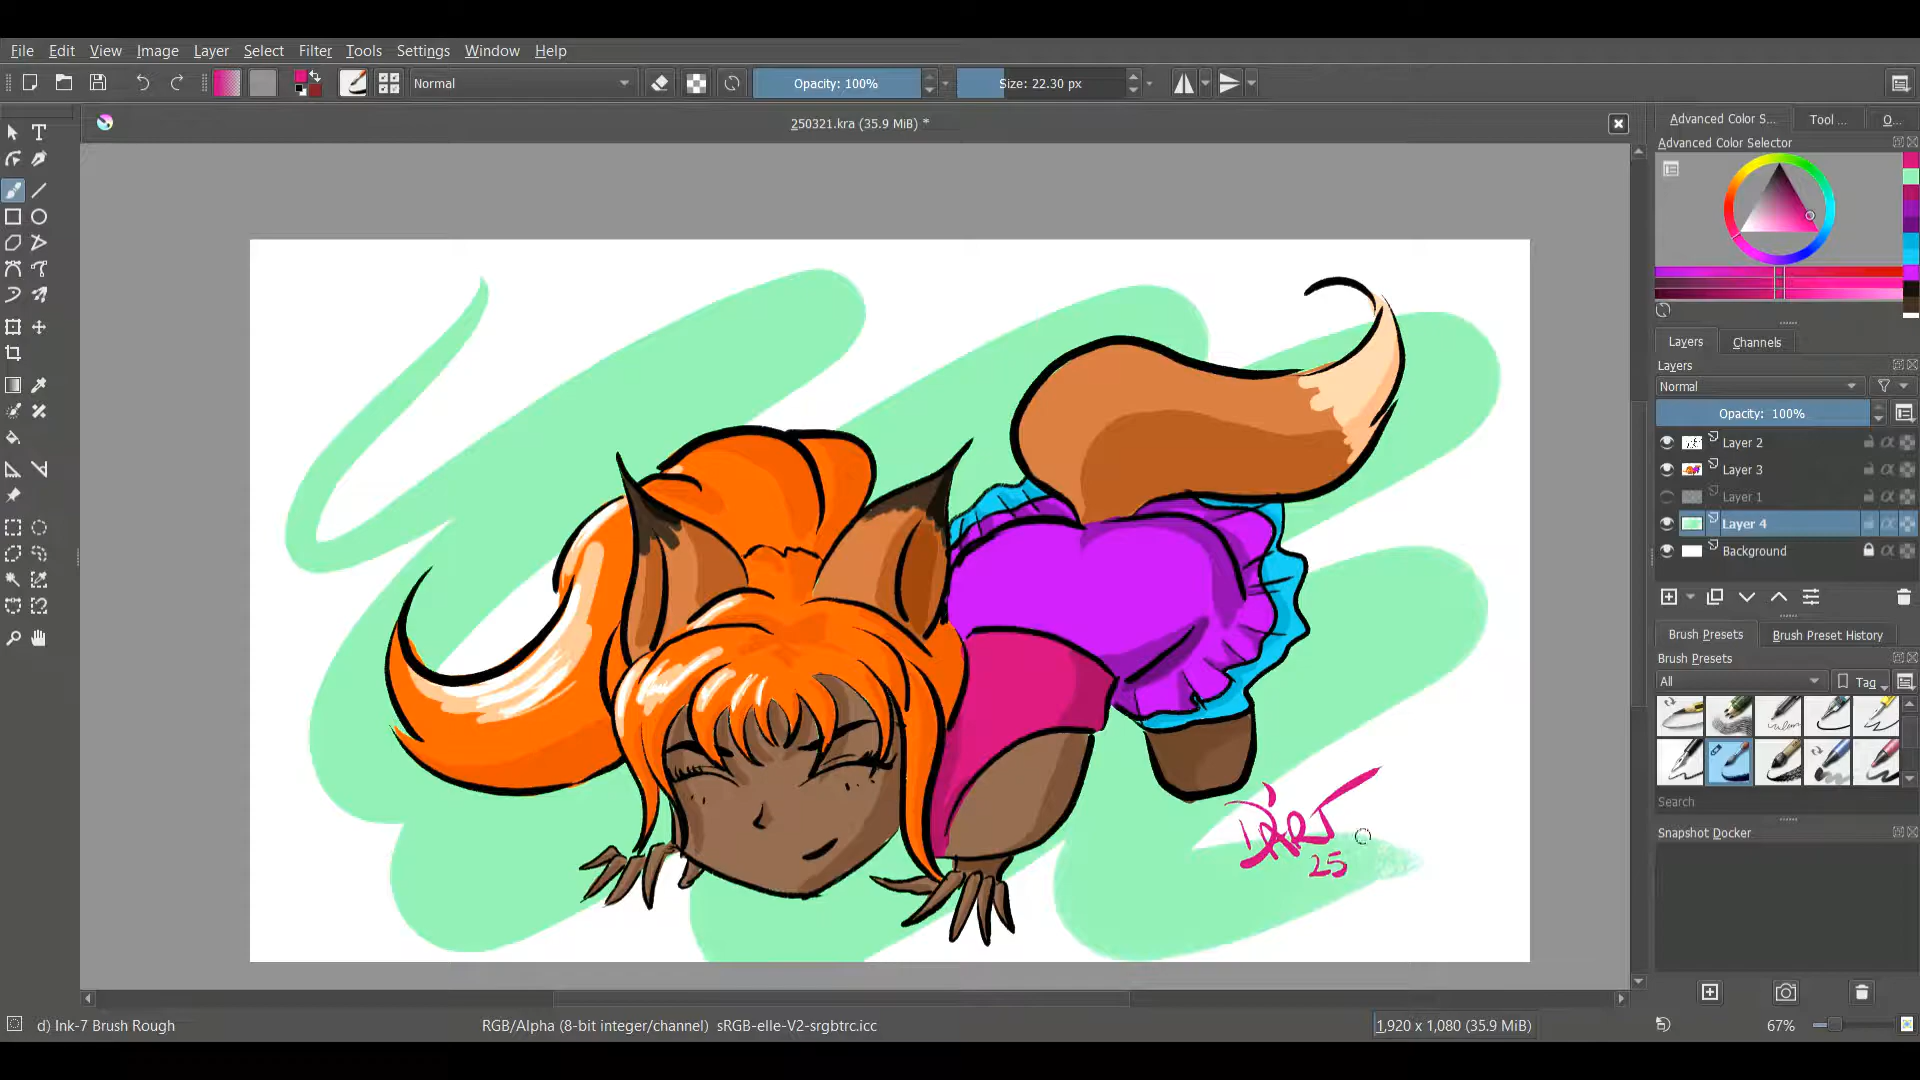 File Edit View Image Layer Select Filter Tools Settings Window Help
Normal Opacity: 100% Size: 22.30 px
250321.kra (35.9 MiB) *
Advanced Color S... Tool ... O...
Advanced Color Selector
Layers Channels
Layers
Normal
Opacity: 100%
Layer 2
Layer 3
Layer 1
Layer 4
Background
Brush Presets Brush Preset History
Brush Presets
All Tag
Search
Snapshot Docker
D'ART
25
d) Ink-7 Brush Rough RGB/Alpha (8-bit integer/channel) sRGB-elle-V2-srgbtrc.icc 1,920 x 1,080 (35.9 MiB) 67%